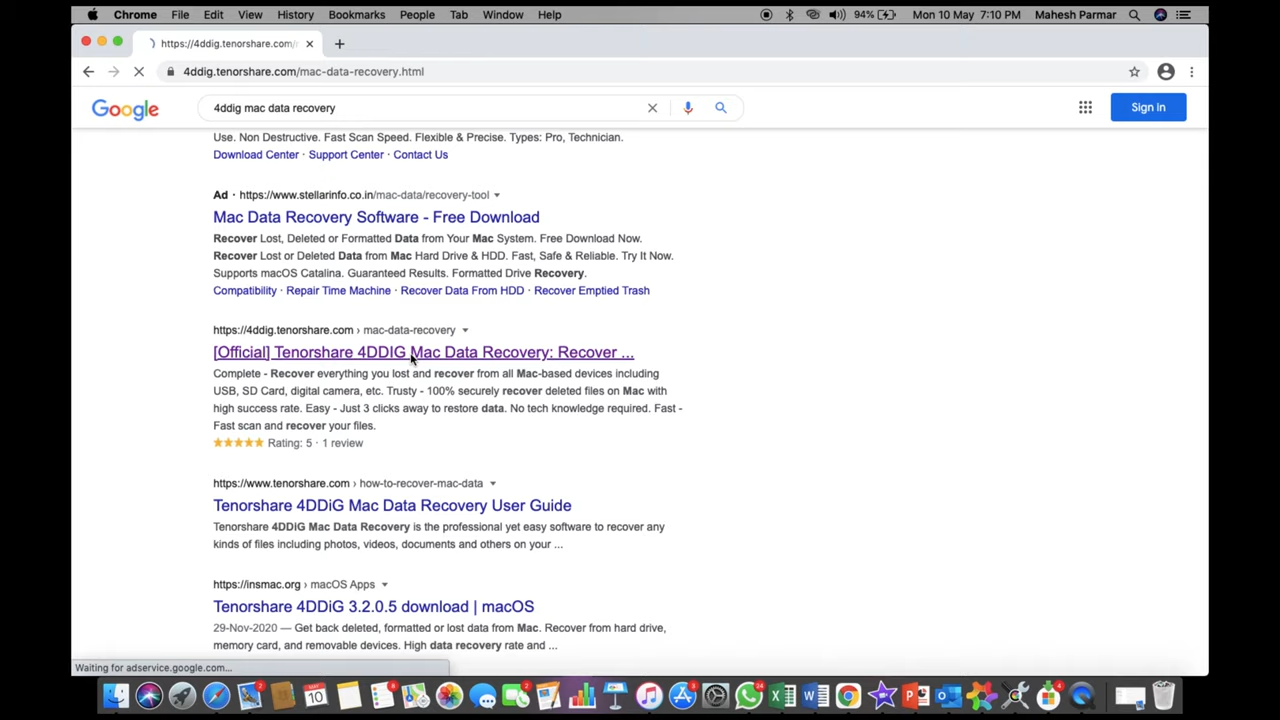 Chrome File Edit View History Bookmarks People Tab Window Help 94% Mon 10 May 7:10 PM Mahesh Parmar
https://4ddig.tenorshare.com/
4ddig.tenorshare.com/mac-data-recovery.html
Google 4ddig mac data recovery Sign in
Use. Non Destructive. Fast Scan Speed. Flexible & Precise. Types: Pro, Technician.
Download Center · Support Center · Contact Us
Ad · https://www.stellarinfo.co.in/mac-data/recovery-tool
Mac Data Recovery Software - Free Download
Recover Lost, Deleted or Formatted Data from Your Mac System. Free Download Now.
Recover Lost or Deleted Data from Mac Hard Drive & HDD. Fast, Safe & Reliable. Try It Now.
Supports macOS Catalina. Guaranteed Results. Formatted Drive Recovery.
Compatibility · Repair Time Machine · Recover Data From HDD · Recover Emptied Trash
https://4ddig.tenorshare.com › mac-data-recovery
[Official] Tenorshare 4DDIG Mac Data Recovery: Recover ...
Complete - Recover everything you lost and recover from all Mac-based devices including
USB, SD Card, digital camera, etc. Trusty - 100% securely recover deleted files on Mac with
high success rate. Easy - Just 3 clicks away to restore data. No tech knowledge required. Fast -
Fast scan and recover your files.
Rating: 5 · 1 review
https://www.tenorshare.com › how-to-recover-mac-data
Tenorshare 4DDiG Mac Data Recovery User Guide
Tenorshare 4DDiG Mac Data Recovery is the professional yet easy software to recover any
kinds of files including photos, videos, documents and others on your ...
https://insmac.org › macOS Apps
Tenorshare 4DDiG 3.2.0.5 download | macOS
29-Nov-2020 — Get back deleted, formatted or lost data from Mac. Recover from hard drive,
memory card, and removable devices. High data recovery rate and ...
Waiting for adservice.google.com...